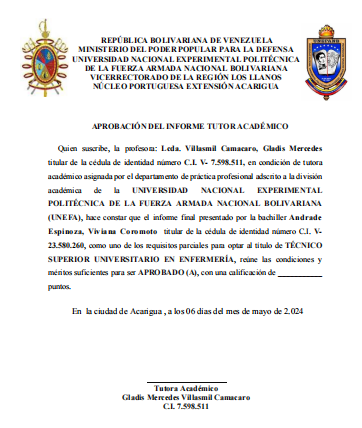 REPÚBLICA BOLIVARIANA DE VENEZUELA
MINISTERIO DEL PODER POPULAR PARA LA DEFENSA
UNIVERSIDAD NACIONAL EXPERIMENTAL POLITÉCNICA
DE LA FUERZA ARMADA NACIONAL BOLIVARIANA
VICERRECTORADO DE LA REGIÓN LOS LLANOS
NÚCLEO PORTUGUESA EXTENSIÓN ACARIGUA
APROBACIÓN DEL INFORME TUTOR ACADÉMICO
Quien suscribe, la profesora: Lcda. Villasmil Camacaro, Gladis Mercedes
titular de la cédula de identidad número C.I. V- 7.598.511, en condición de tutora
académico asignada por el departamento de práctica profesional adscrito a la división
académica de la UNIVERSIDAD NACIONAL EXPERIMENTAL
POLITÉCNICA DE LA FUERZA ARMADA NACIONAL BOLIVARIANA
(UNEFA), hace constar que el informe final presentado por la bachiller Andrade
Espinoza, Viviana Coromoto titular de la cédula de identidad número C.I. V-
23.580.260, como uno de los requisitos parciales para optar al título de TÉCNICO
SUPERIOR UNIVERSITARIO EN ENFERMERÍA, reúne las condiciones y
méritos suficientes para ser APROBADO (A), con una calificación de ___________
puntos.
En la ciudad de Acarigua , a los 06 días del mes de mayo de 2.024
Tutora Académico
Gladis Mercedes Villasmil Camacaro
C.I. 7.598.511